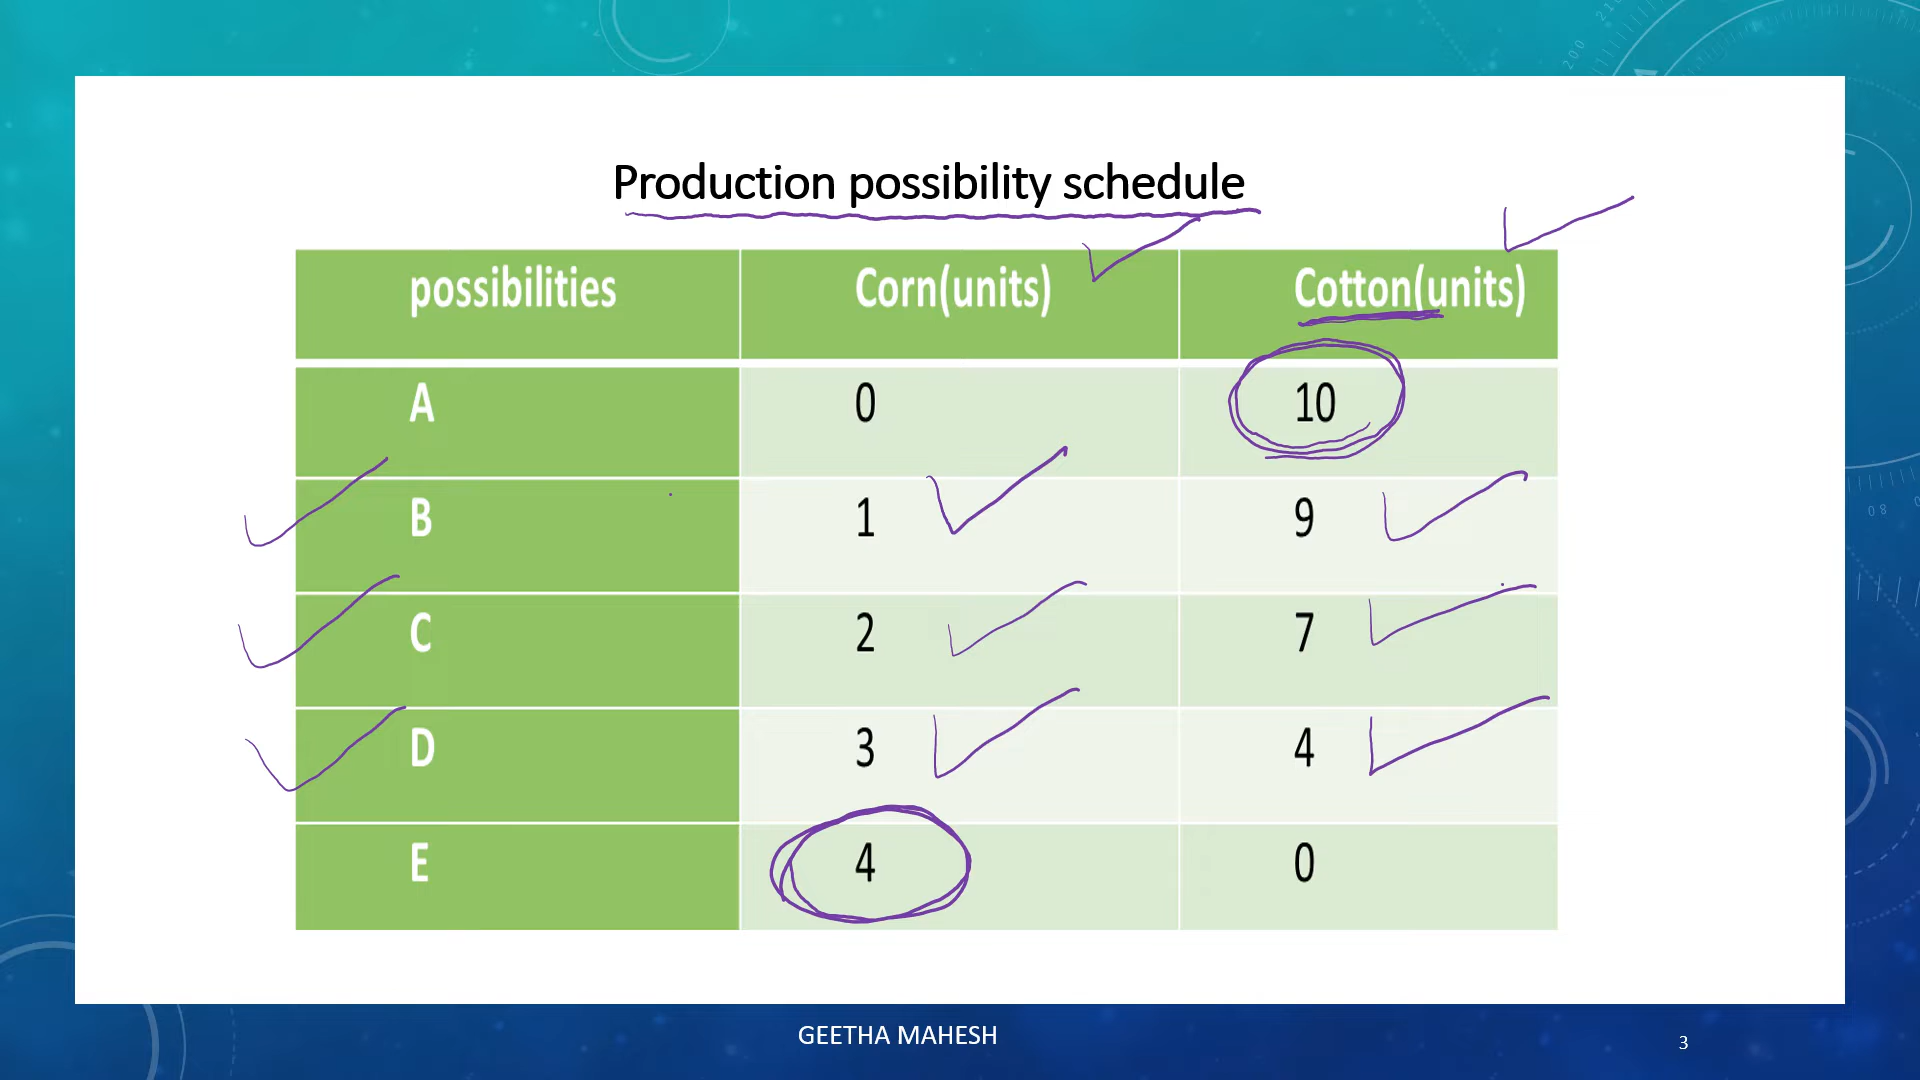 Production possibility schedule
possibilities Corn(units) Cotton(units)
A 0 10
B 1 9
C 2 7
D 3 4
E 4 0
GEETHA MAHESH
3